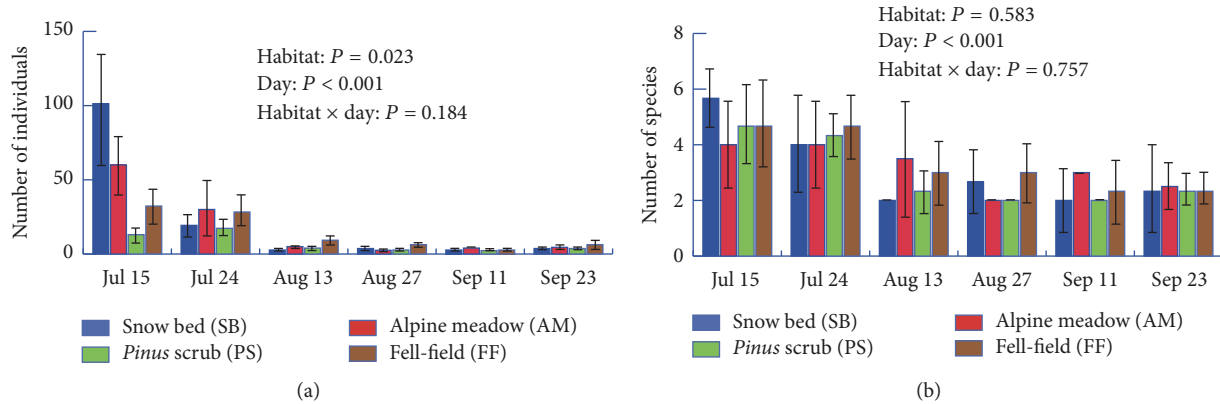 150
100
50
0
Number of individuals
Habitat: P = 0.023
Day: P < 0.001
Habitat × day: P = 0.184
Jul 15 Jul 24 Aug 13 Aug 27 Sep 11 Sep 23
Snow bed (SB) Alpine meadow (AM)
Pinus scrub (PS) Fell-field (FF)
(a)
8
6
4
2
0
Number of species
Habitat: P = 0.583
Day: P < 0.001
Habitat × day: P = 0.757
Jul 15 Jul 24 Aug 13 Aug 27 Sep 11 Sep 23
Snow bed (SB) Alpine meadow (AM)
Pinus scrub (PS) Fell-field (FF)
(b)